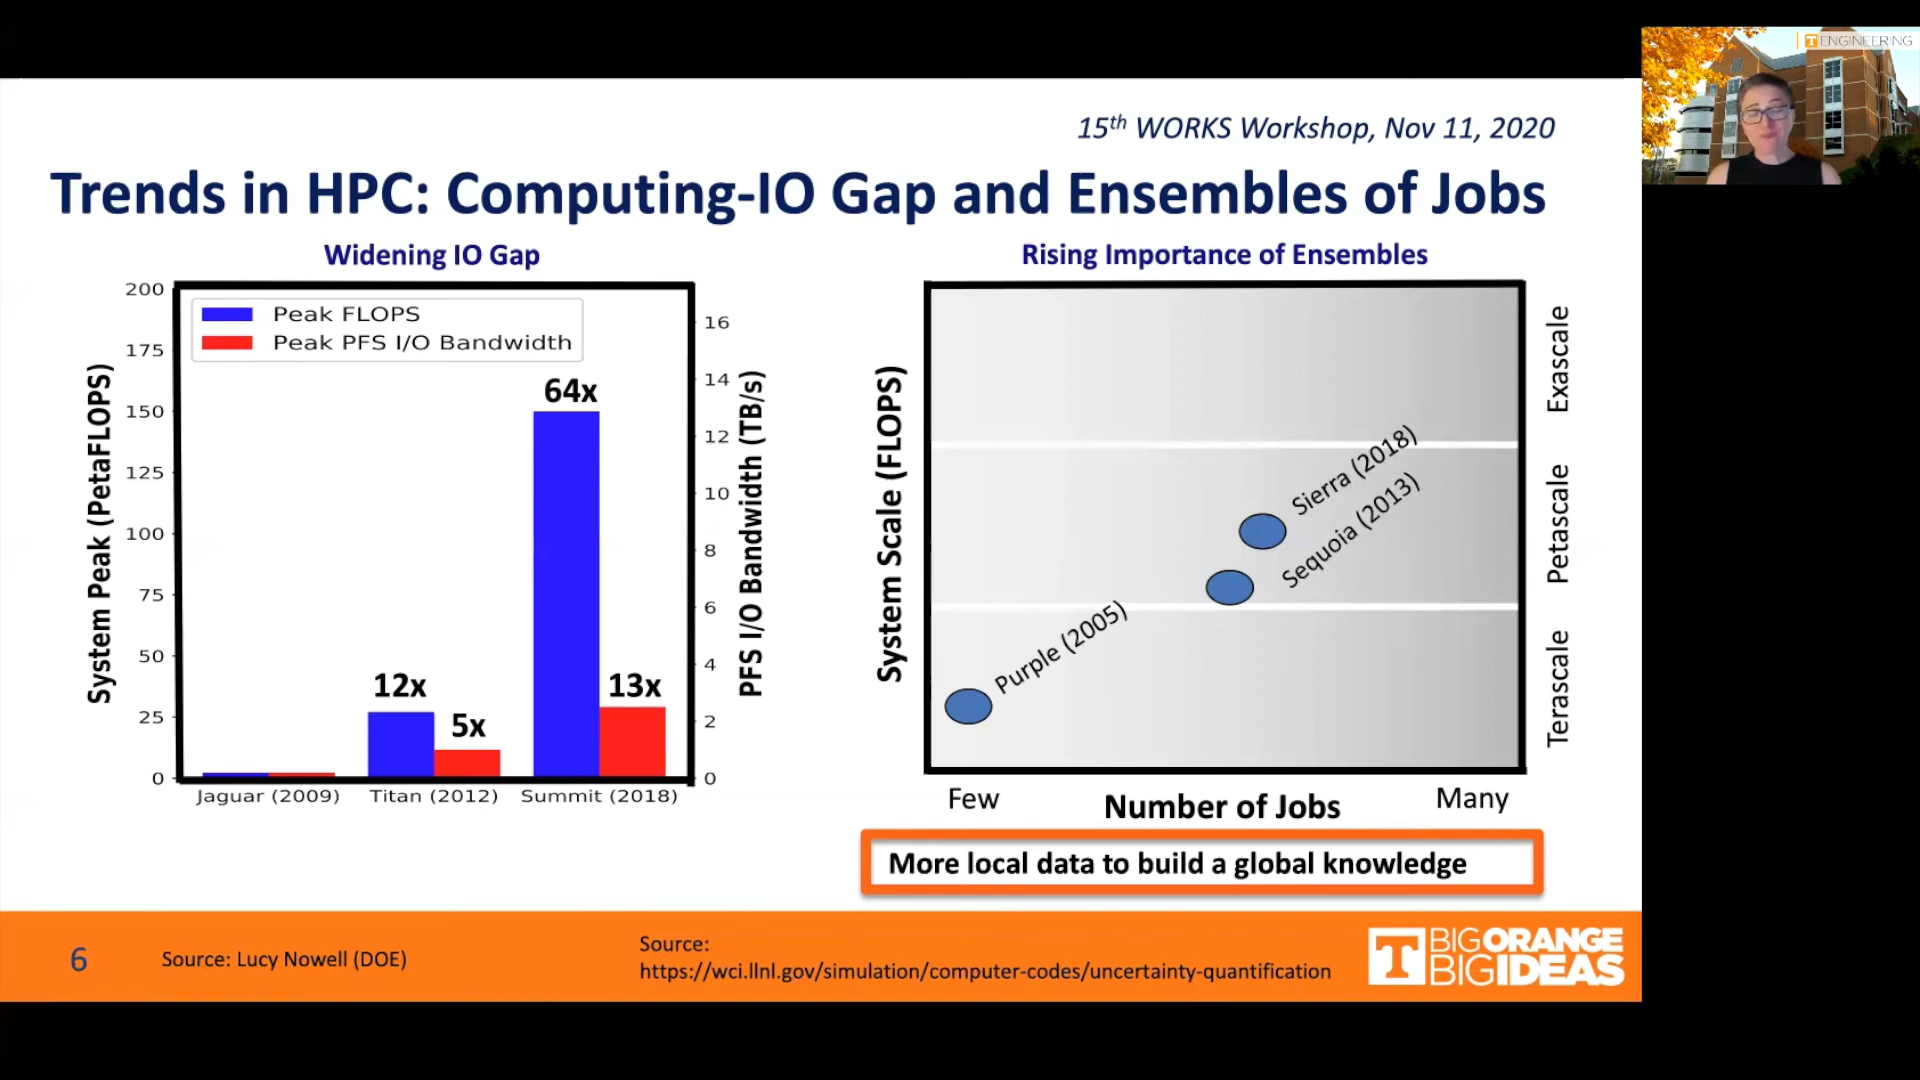 T ENGINEERING
15th WORKS Workshop, Nov 11, 2020
Trends in HPC: Computing-IO Gap and Ensembles of Jobs
Widening IO Gap
System Peak (PetaFLOPS)
200
175
150
125
100
75
50
25
0
Peak FLOPS
Peak PFS I/O Bandwidth
12x
5x
64x
13x
Jaguar (2009)
Titan (2012)
Summit (2018)
16
14
12
10
8
6
4
2
0
PFS I/O Bandwidth (TB/s)
Rising Importance of Ensembles
System Scale (FLOPS)
Sierra (2018)
Sequoia (2013)
Purple (2005)
Exascale
Petascale
Terascale
Few
Number of Jobs
Many
More local data to build a global knowledge
6
Source: Lucy Nowell (DOE)
Source:
https://wci.llnl.gov/simulation/computer-codes/uncertainty-quantification
T
BIG ORANGE
BIG IDEAS